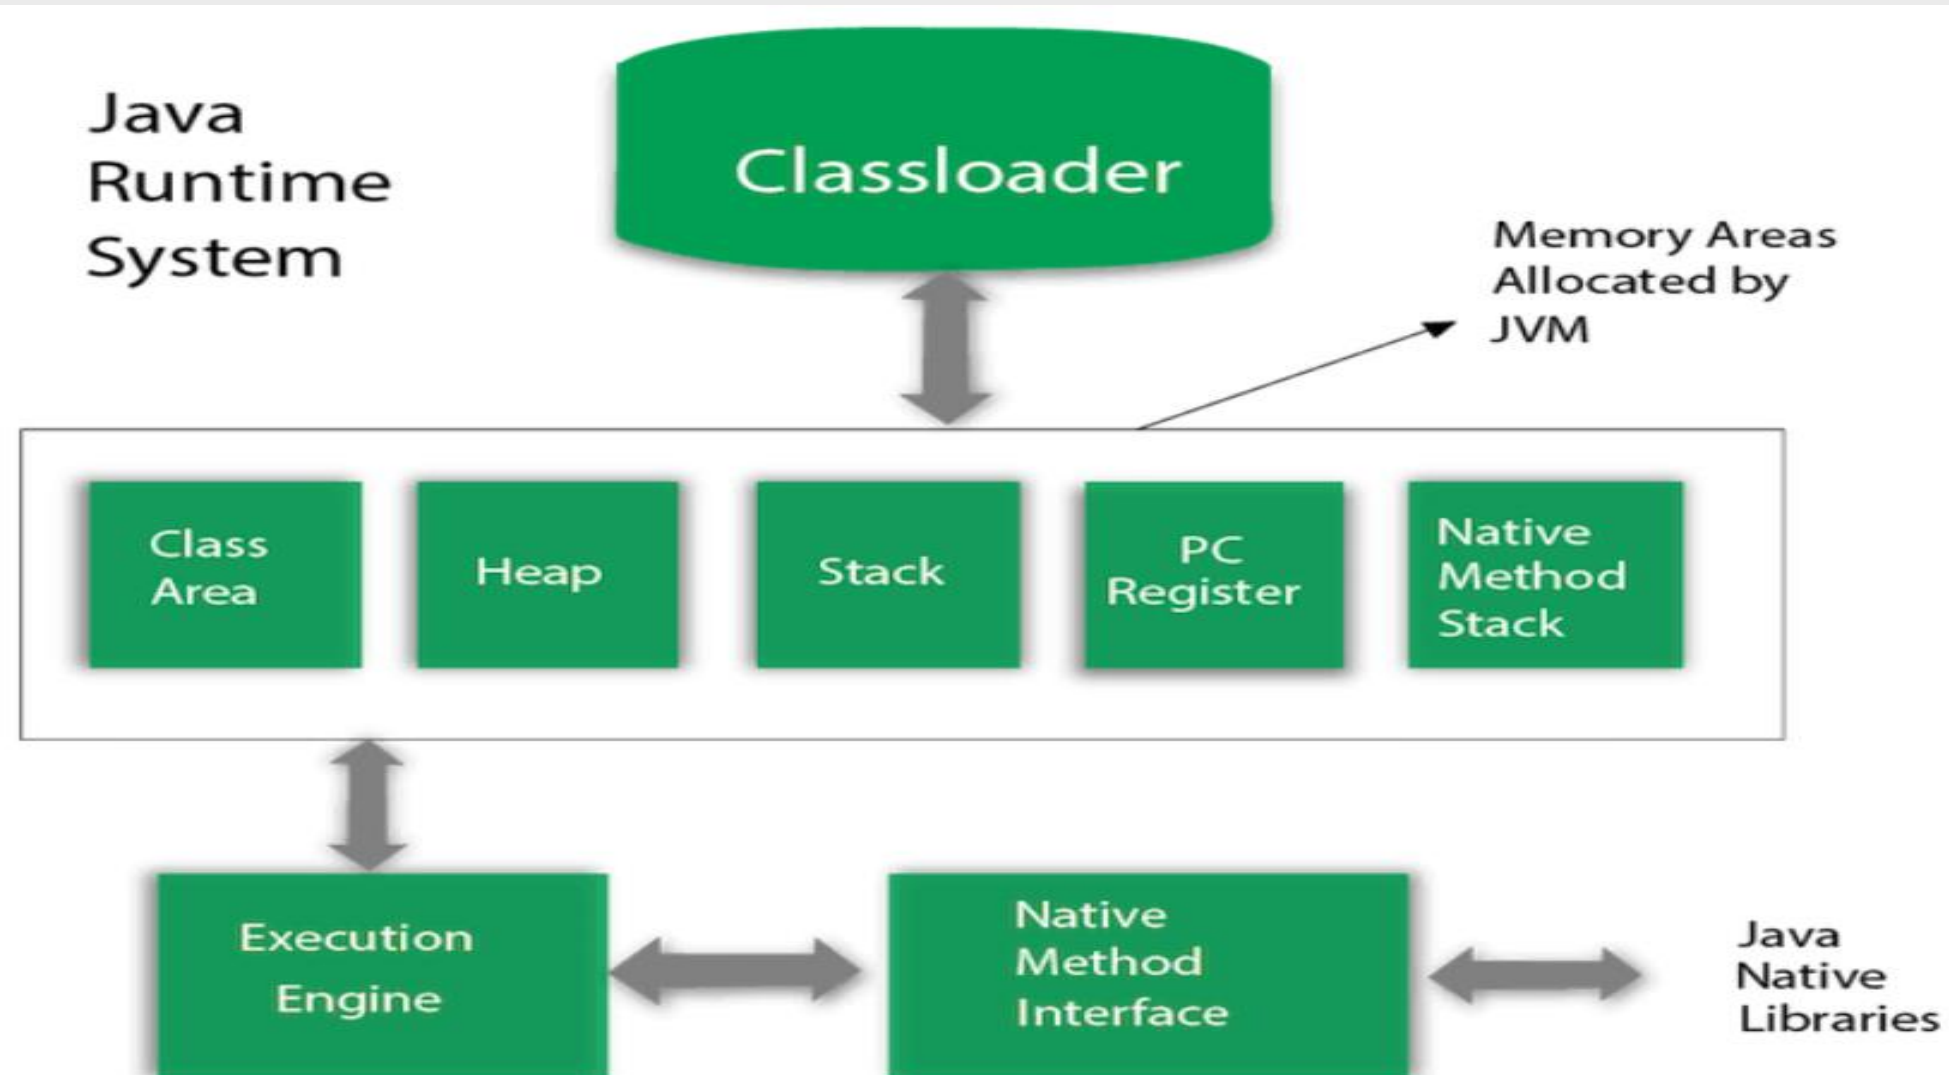 Java
Runtime
System
Classloader
Memory Areas
Allocated by
JVM
Class
Area
Heap
Stack
PC
Register
Native
Method
Stack
Execution
Engine
Native
Method
Interface
Java
Native
Libraries